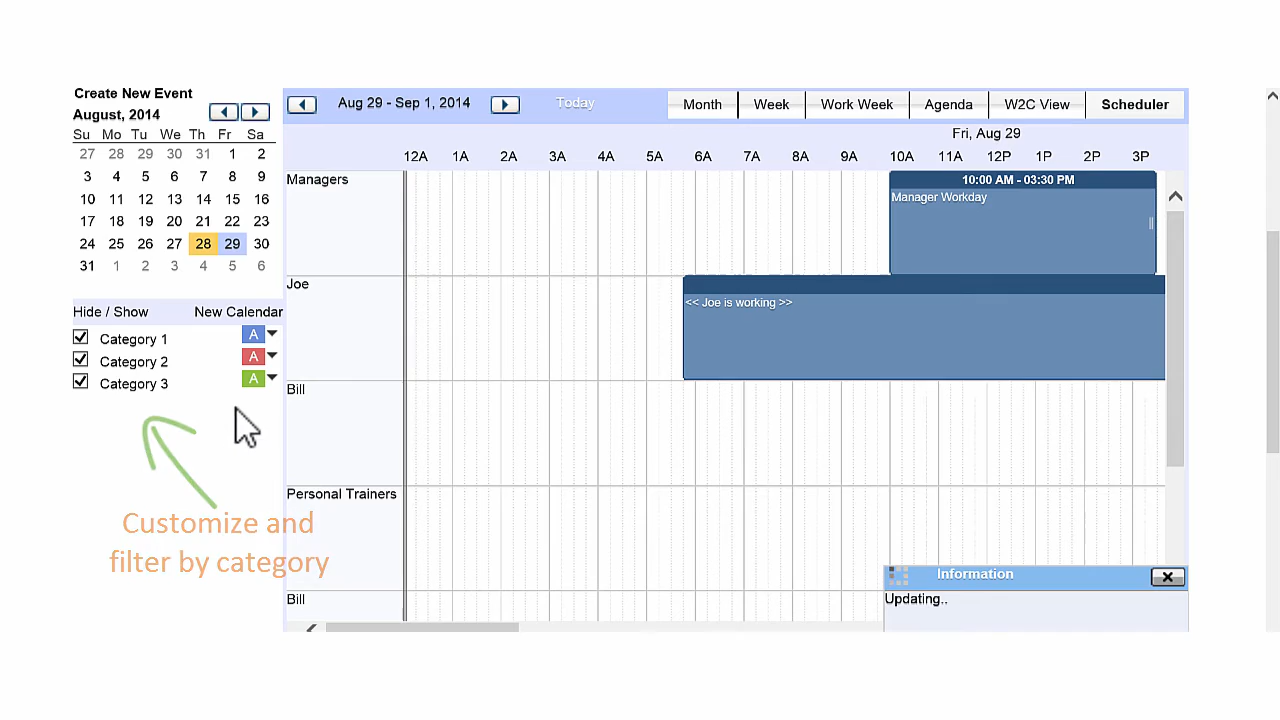 Create New Event
August, 2014
Su Mo Tu We Th Fr Sa
27 28 29 30 31 1 2
3 4 5 6 7 8 9
10 11 12 13 14 15 16
17 18 19 20 21 22 23
24 25 26 27 28 29 30
31 1 2 3 4 5 6
Hide / Show New Calendar
Category 1 A
Category 2 A
Category 3 A
Customize and
filter by category
Aug 29 - Sep 1, 2014 Today Month Week Work Week Agenda W2C View Scheduler
Fri, Aug 29
12A 1A 2A 3A 4A 5A 6A 7A 8A 9A 10A 11A 12P 1P 2P 3P
Managers
10:00 AM - 03:30 PM
Manager Workday
Joe
<< Joe is working >>
Bill
Personal Trainers
Bill
Information
Updating..